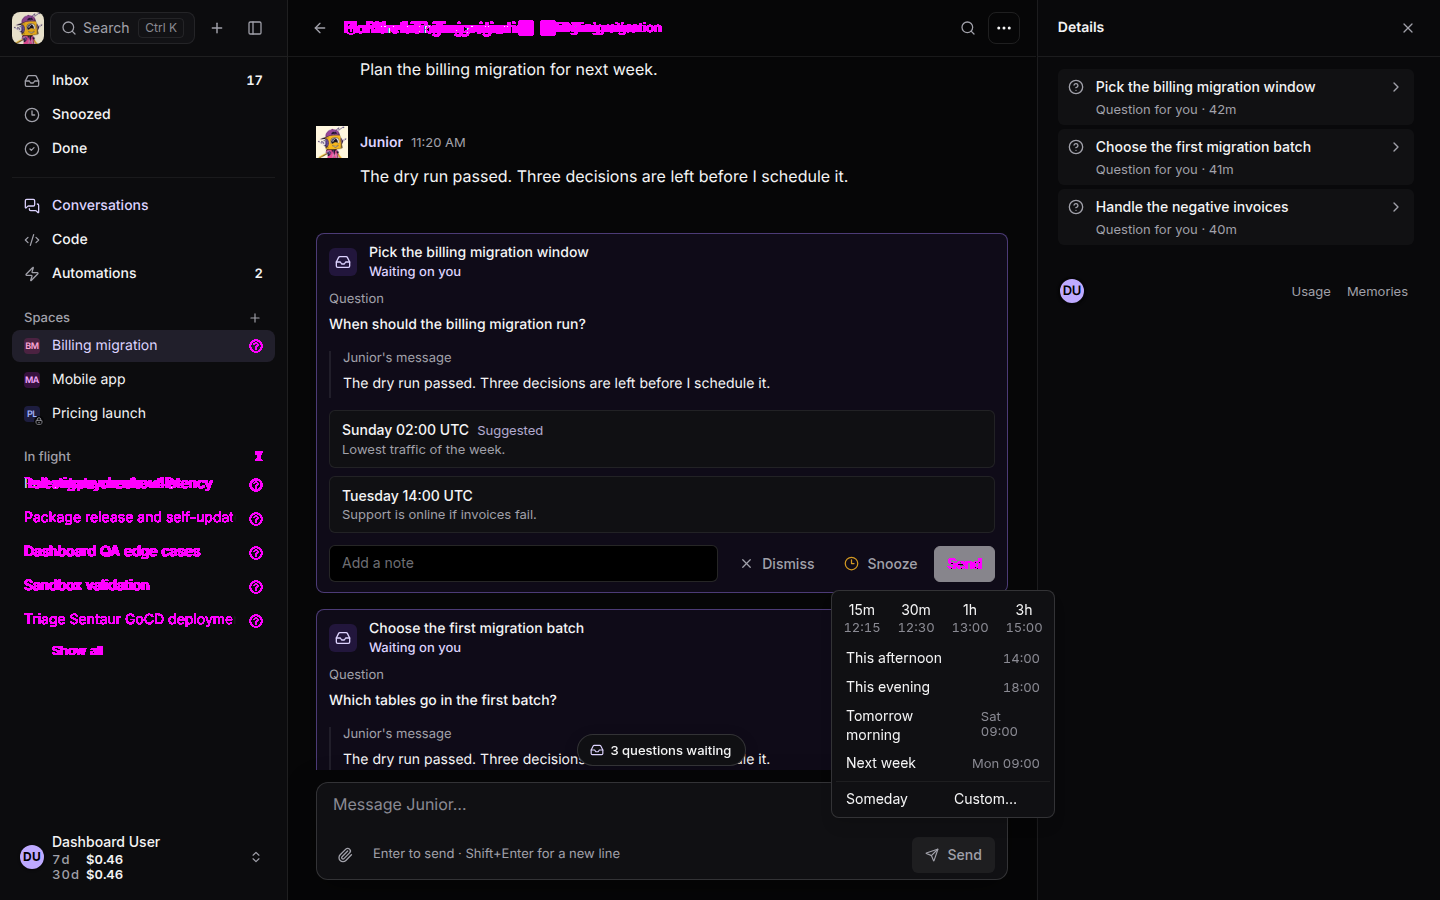 Search Ctrl K
Inbox 17
Snoozed
Done
Conversations
Code
Automations 2
Spaces
BM Billing migration
MA Mobile app
PL Pricing launch
In flight
Package release and self-updat
Dashboard QA edge cases
Sandbox validation
Triage Sentaur GoCD deployme
Show all
DU Dashboard User
7d $0.46
30d $0.46
Plan the billing migration for next week.
Junior 11:20 AM
The dry run passed. Three decisions are left before I schedule it.
Pick the billing migration window
Waiting on you
Question
When should the billing migration run?
Junior's message
The dry run passed. Three decisions are left before I schedule it.
Sunday 02:00 UTC Suggested
Lowest traffic of the week.
Tuesday 14:00 UTC
Support is online if invoices fail.
Add a note Dismiss Snooze Send
Choose the first migration batch
Waiting on you
Question
Which tables go in the first batch?
Junior's message
The dry run passed. Three decisions
le it.
3 questions waiting
15m 30m 1h 3h
12:15 12:30 13:00 15:00
This afternoon 14:00
This evening 18:00
Tomorrow morning Sat 09:00
Next week Mon 09:00
Someday Custom...
Message Junior...
Enter to send · Shift+Enter for a new line Send
Details
Pick the billing migration window
Question for you · 42m
Choose the first migration batch
Question for you · 41m
Handle the negative invoices
Question for you · 40m
DU Usage Memories